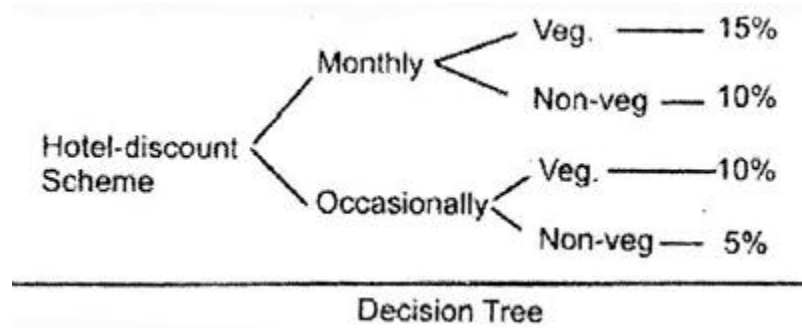 Veg. 15%
Monthly
Non-veg 10%
Hotel-discount
Scheme
Veg. 10%
Occasionally
Non-veg 5%
Decision Tree